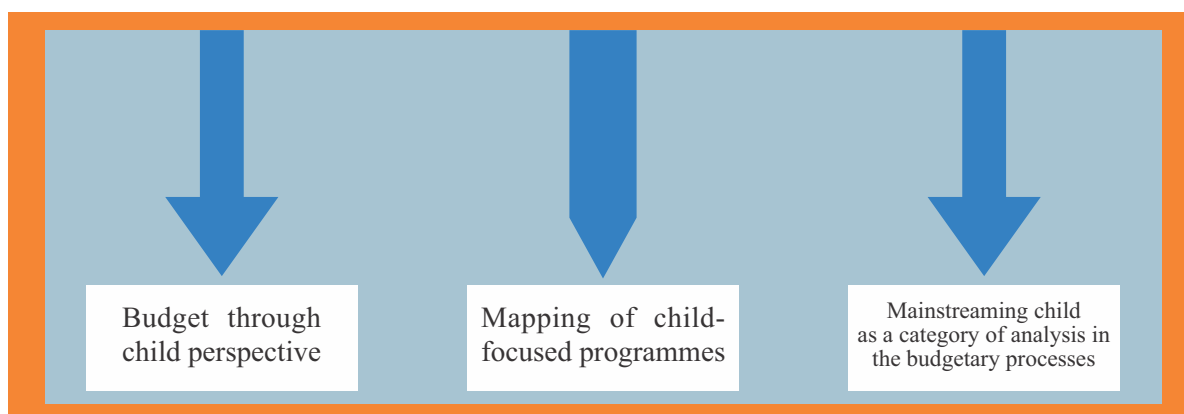 Budget through
child perspective
Mapping of child-
focused programmes
Mainstreaming child
as a category of analysis in
the budgetary processes